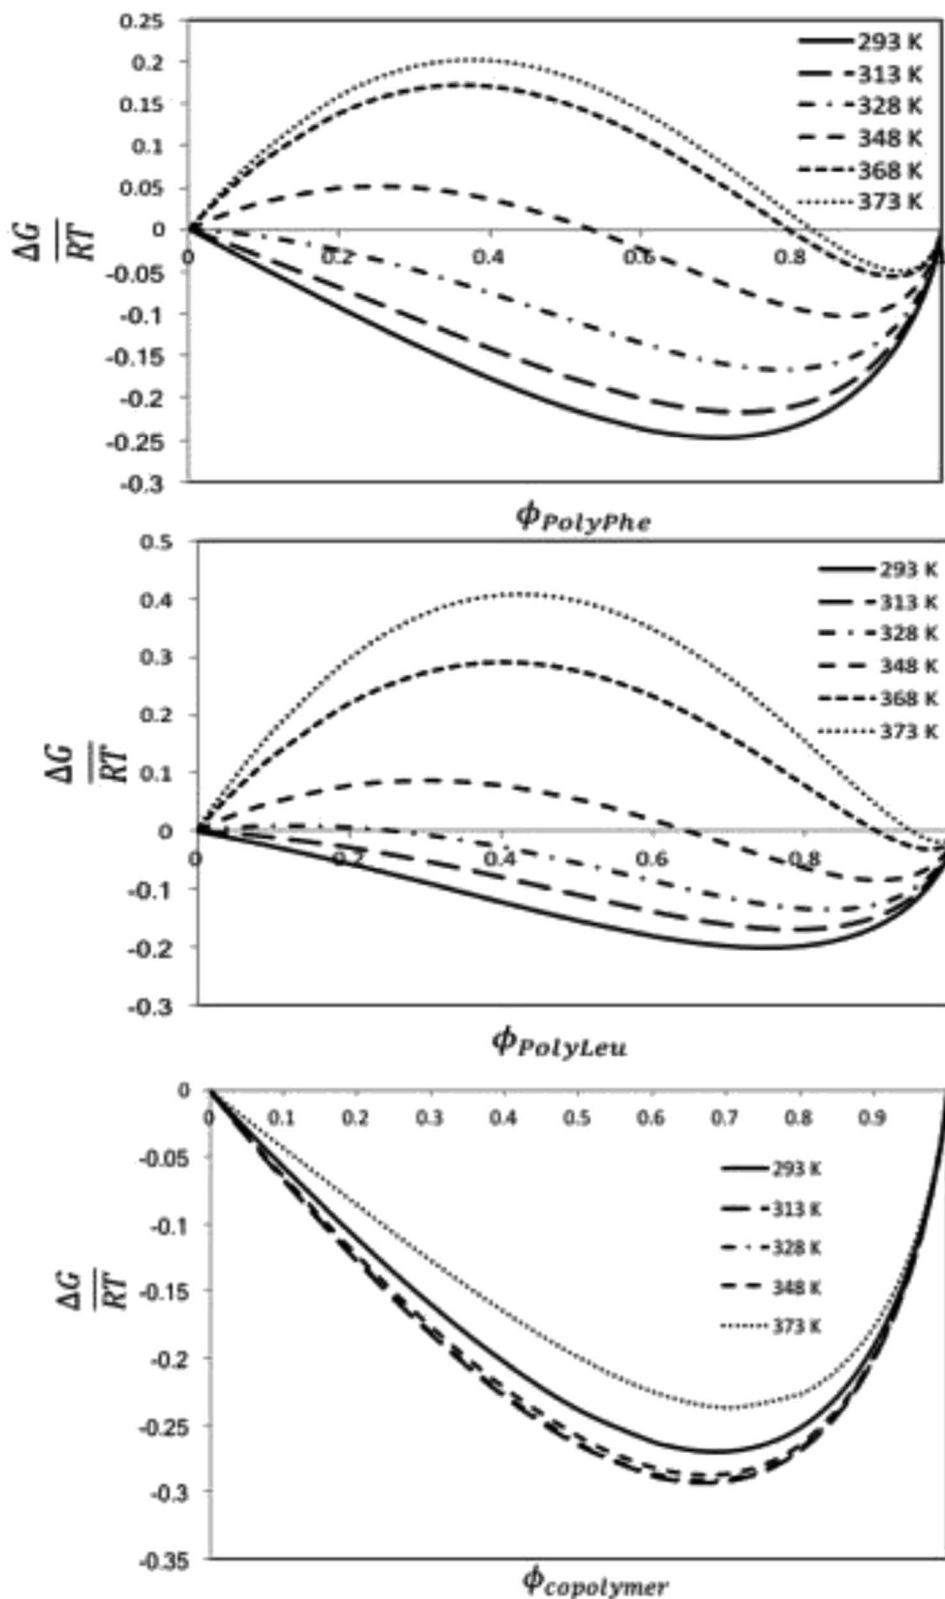 0.25
0.2
0.15
0.1
0.05
0
-0.05
-0.1
-0.15
-0.2
-0.25
-0.3
ΔG
RT
0 0.2 0.4 0.6 0.8
293 K
313 K
328 K
348 K
368 K
373 K
ϕPolyPhe
0.5
0.4
0.3
0.2
0.1
0
-0.1
-0.2
-0.3
ΔG
RT
0 0.2 0.4 0.6 0.8
293 K
313 K
328 K
348 K
368 K
373 K
ϕPolyLeu
0
-0.05
-0.1
-0.15
-0.2
-0.25
-0.3
-0.35
ΔG
RT
0 0.1 0.2 0.3 0.4 0.5 0.6 0.7 0.8 0.9
293 K
313 K
328 K
348 K
373 K
ϕcopolymer